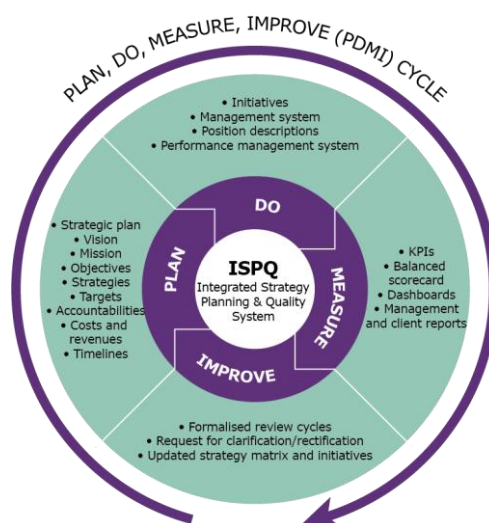 PLAN, DO, MEASURE, IMPROVE (PDMI) CYCLE
• Initiatives
• Management system
• Position descriptions
• Performance management system
DO
• Strategic plan
• Vision
• Mission
• Objectives
• Strategies
• Targets
• Accountabilities
• Costs and
revenues
• Timelines
PLAN
ISPQ
Integrated Strategy
Planning & Quality
System
MEASURE
• KPIs
• Balanced
scorecard
• Dashboards
• Management
and client reports
IMPROVE
• Formalised review cycles
• Request for clarification/rectification
• Updated strategy matrix and initiatives